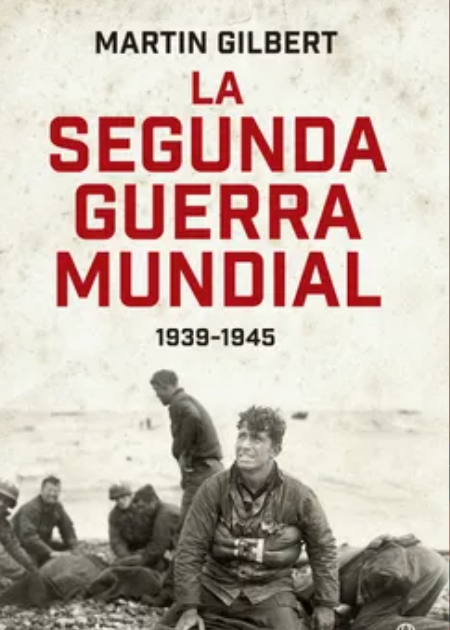 MARTIN GILBERT
LA
SEGUNDA
GUERRA
MUNDIAL
1939-1945